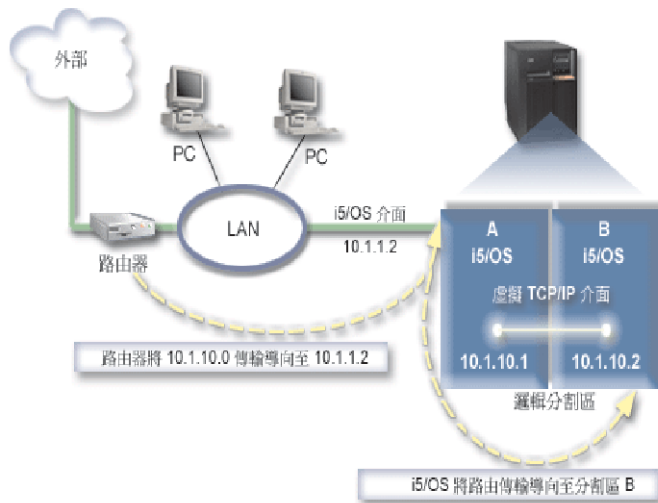 外部
PC
PC
路由器
LAN
i5/OS 介面
10.1.1.2
A
i5/OS
B
i5/OS
虛擬 TCP/IP 介面
10.1.10.1
10.1.10.2
邏輯分割區
路由器將 10.1.10.0 傳輸導向至 10.1.1.2
i5/OS 將路由傳輸導向至分割區 B